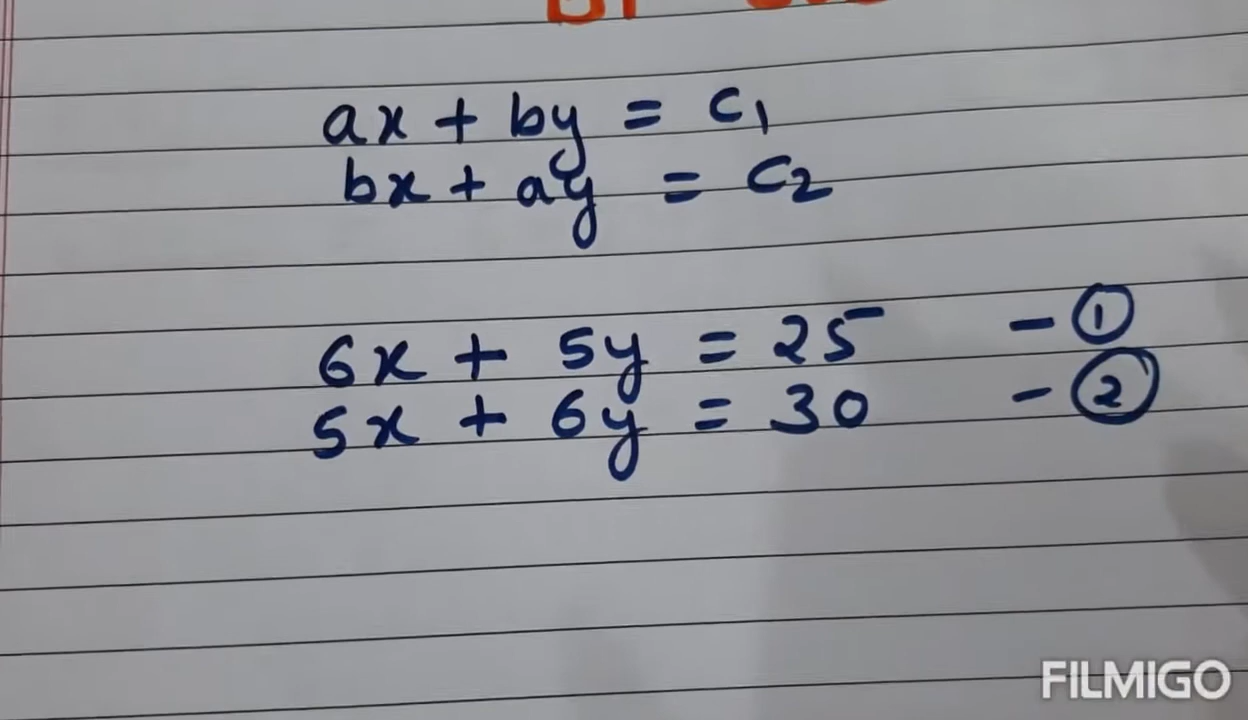 ax + by = c₁
bx + ay = c₂
6x + 5y = 25 - ①
5x + 6y = 30 - ②
FILMIGO